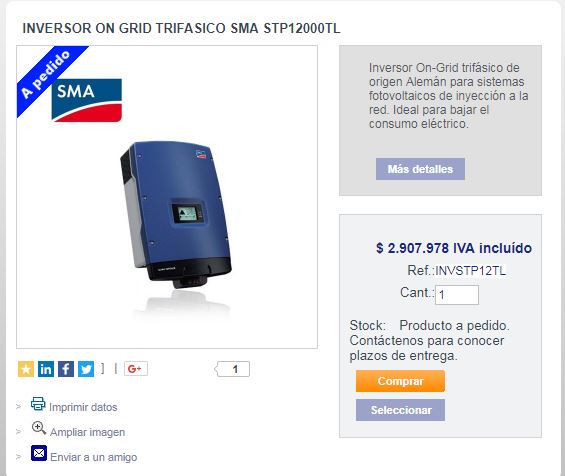 INVERSOR ON GRID TRIFASICO SMA STP12000TL
A pedido
SMA
Inversor On-Grid trifásico de
origen Alemán para sistemas
fotovoltaicos de inyección a la
red. Ideal para bajar el
consumo eléctrico.
Más detalles
$ 2.907.978 IVA incluído
Ref.:INVSTP12TL
Cant.: 1
Stock: Producto a pedido.
Contáctenos para conocer
plazos de entrega.
Comprar
Seleccionar
] | G+ 1
> Imprimir datos
> Ampliar imagen
> Enviar a un amigo